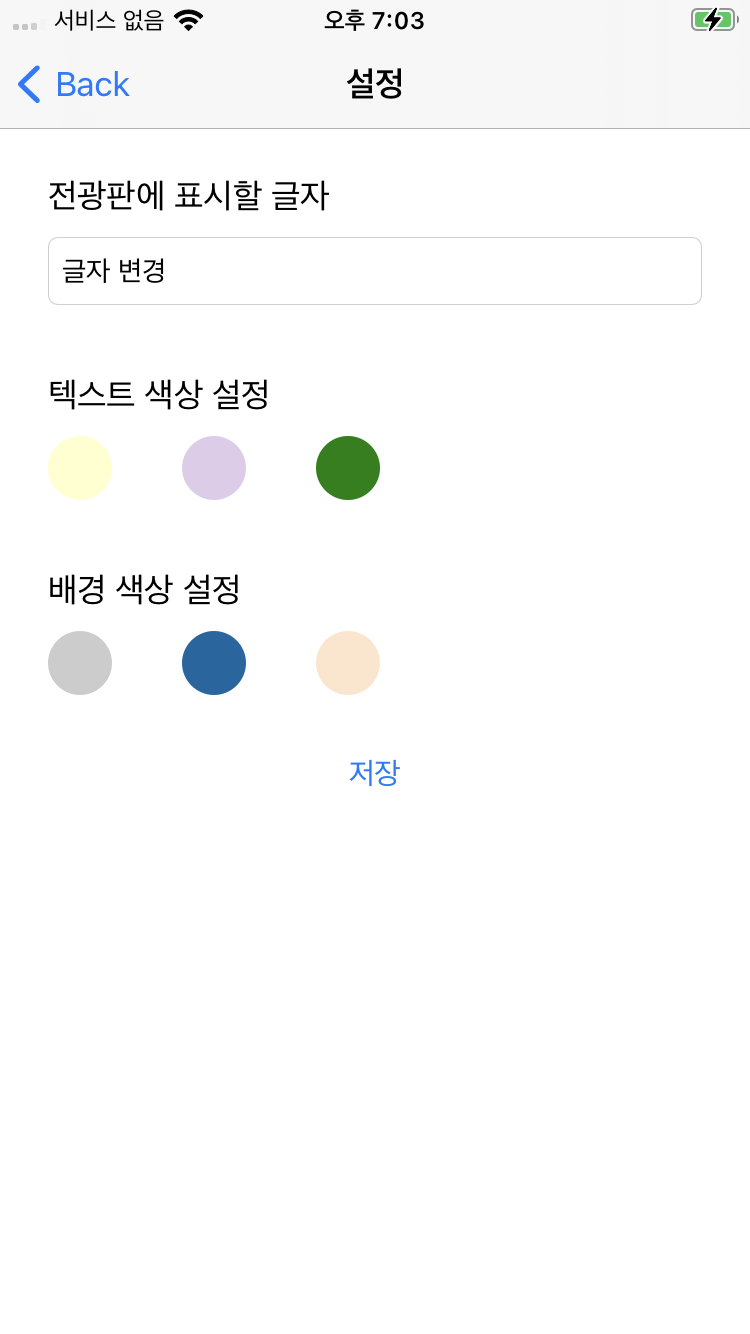 서비스 없음 오후 7:03
Back 설정
전광판에 표시할 글자
글자 변경
텍스트 색상 설정
배경 색상 설정
저장